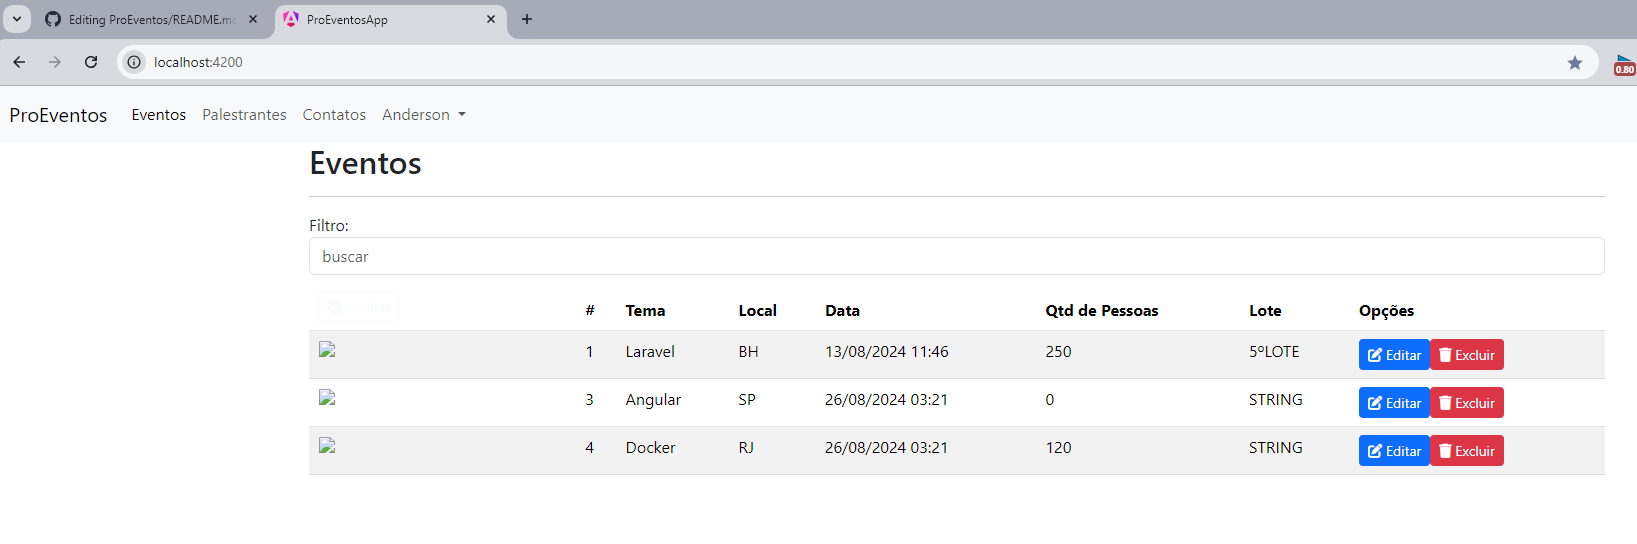 Editing ProEventos/README.m
ProEventosApp
localhost:4200
0.80
ProEventos Eventos Palestrantes Contatos Anderson
Eventos
Filtro:
buscar
ocultar # Tema Local Data Qtd de Pessoas Lote Opções
1 Laravel BH 13/08/2024 11:46 250 5ºLOTE Editar Excluir
3 Angular SP 26/08/2024 03:21 0 STRING Editar Excluir
4 Docker RJ 26/08/2024 03:21 120 STRING Editar Excluir